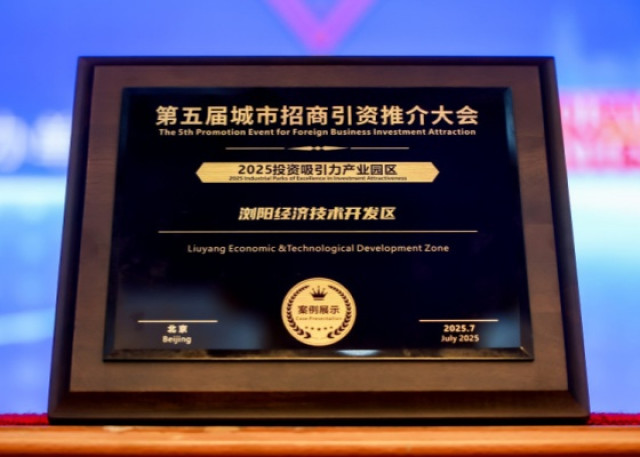 第五届城市招商引资推介大会
The 5th Promotion Event for Foreign Business Investment Attraction
2025投资吸引力产业园区
2025 Industrial Parks of Excellence in Investment Attractiveness
浏阳经济技术开发区
Liuyang Economic &Technological Development Zone
案例展示
Case Presentation
北京
Beijing
2025.7
July 2025